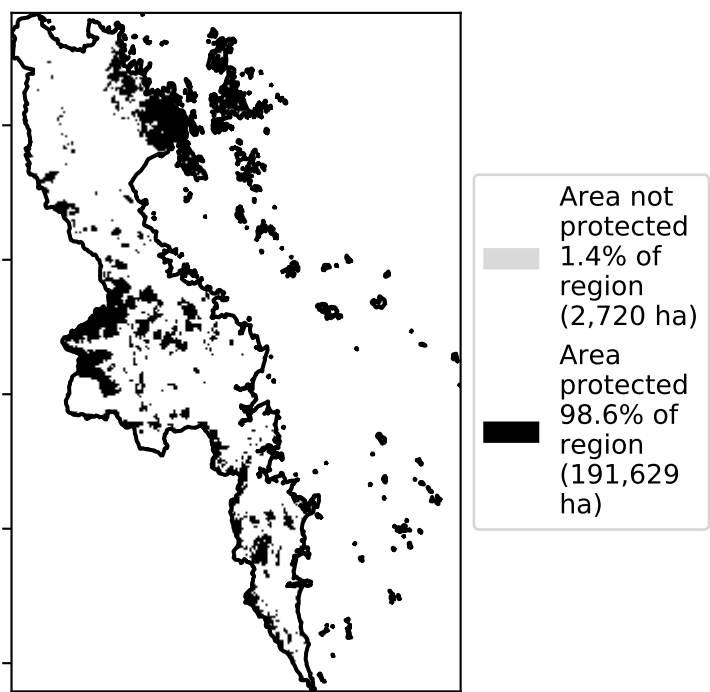 Area not
protected
1.4% of
region
(2,720 ha)
Area
protected
98.6% of
region
(191,629
ha)